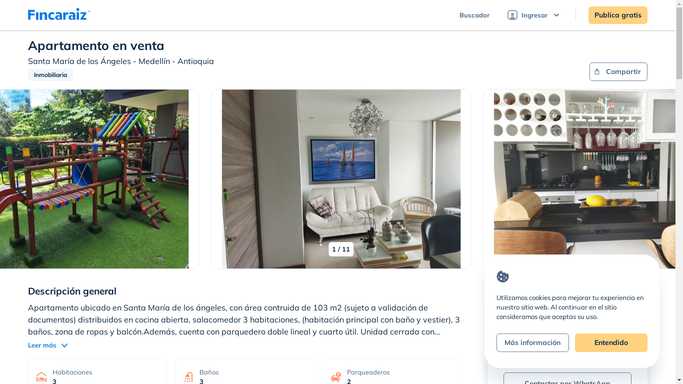 Fincaraiz
Buscador
Ingresar
Publica gratis
Apartamento en venta
Santa María de los Ángeles - Medellín - Antioquia
Inmobiliaria
Compartir
1 / 11
Descripción general
Apartamento ubicado en Santa María de los ángeles, con área contruida de 103 m2 (sujeto a validación de
documentos) distribuidos en cocina abierta, salacomedor 3 habitaciones, (habitación principal con baño y vestier), 3
baños, zona de ropas y balcón.Además, cuenta con parquedero doble lineal y cuarto útil. Unidad cerrada con...
Leer más
Habitaciones
3
Baños
3
Parqueaderos
2
Utilizamos cookies para mejorar tu experiencia en
nuestro sitio web. Al continuar en el sitio
consideramos que aceptas su uso.
Más información
Entendido
Contactar por WhatsApp